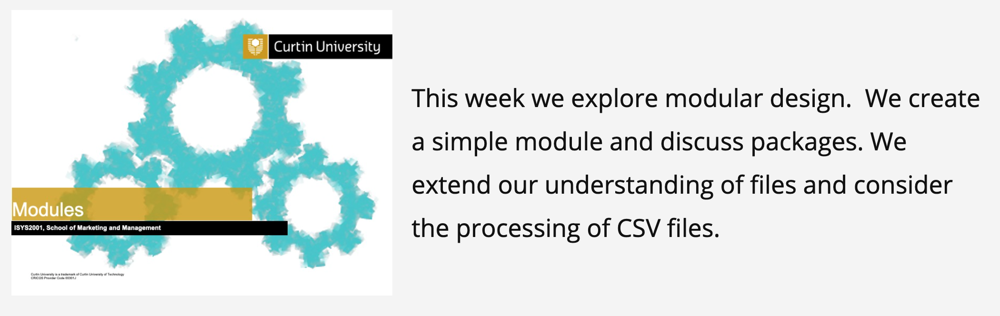 Curtin University
Modules
ISYS2001, School of Marketing and Management
Curtin University is a trademark of Curtin University of Technology
CRICOS Provider Code 00301J
This week we explore modular design.  We create
a simple module and discuss packages. We
extend our understanding of files and consider
the processing of CSV files.